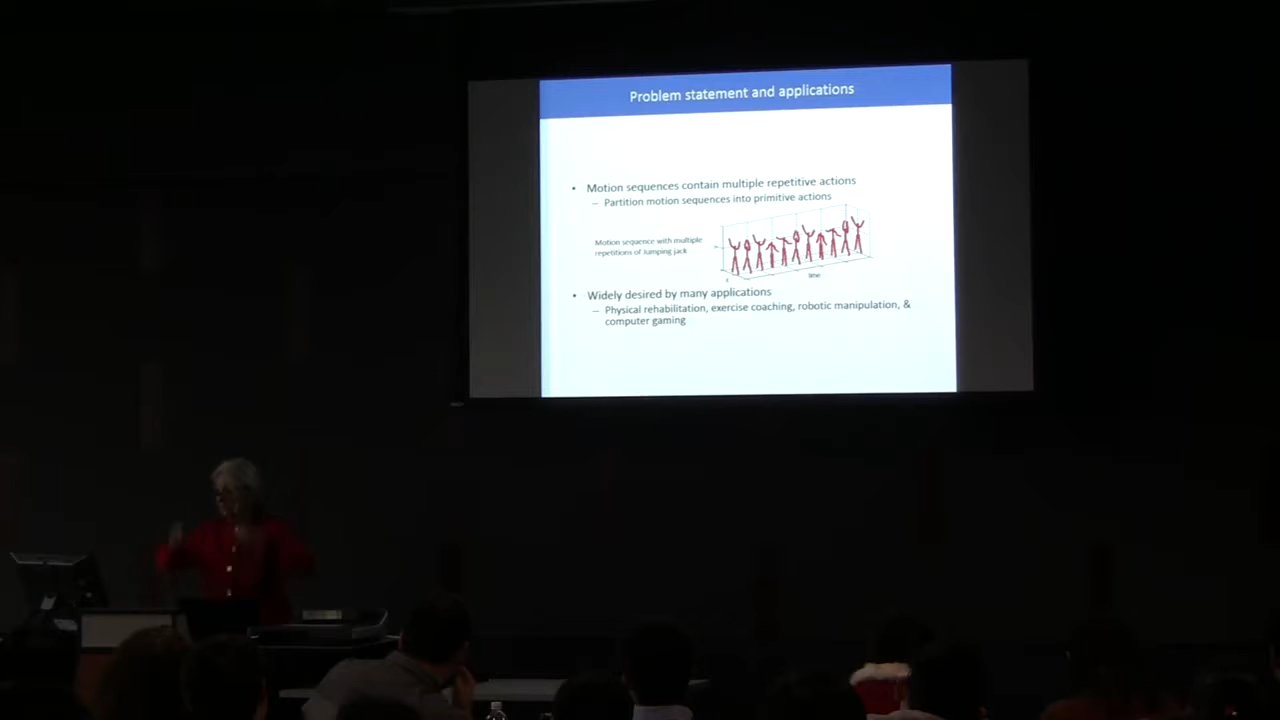 Problem statement and applications
• Motion sequences contain multiple repetitive actions
– Partition motion sequences into primitive actions
Motion sequence with multiple
repetitions of Jumping jack
time
• Widely desired by many applications
– Physical rehabilitation, exercise coaching, robotic manipulation, &
computer gaming